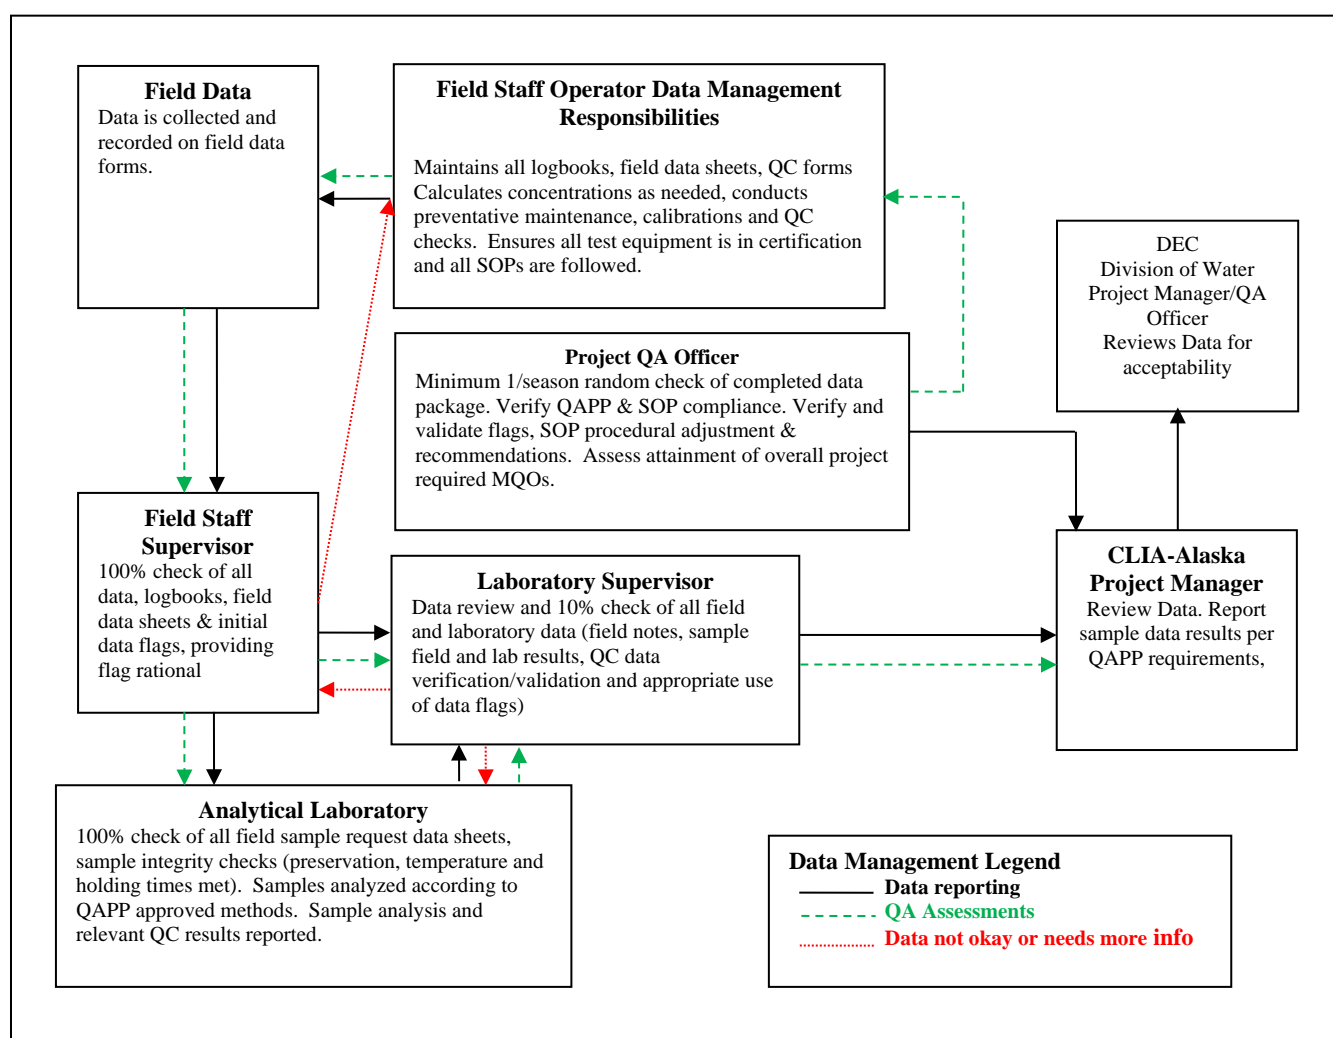 Field Data
Data is collected and
recorded on field data
forms.
Field Staff Operator Data Management
Responsibilities
Maintains all logbooks, field data sheets, QC forms
Calculates concentrations as needed, conducts
preventative maintenance, calibrations and QC
checks.  Ensures all test equipment is in certification
and all SOPs are followed.
DEC
Division of Water
Project Manager/QA
Officer
Reviews Data for
acceptability
Project QA Officer
Minimum 1/season random check of completed data
package. Verify QAPP & SOP compliance. Verify and
validate flags, SOP procedural adjustment &
recommendations.  Assess attainment of overall project
required MQOs.
Field Staff
Supervisor
100% check of all
data, logbooks, field
data sheets & initial
data flags, providing
flag rational
Laboratory Supervisor
Data review and 10% check of all field
and laboratory data (field notes, sample
field and lab results, QC data
verification/validation and appropriate use
of data flags)
CLIA-Alaska
Project Manager
Review Data. Report
sample data results per
QAPP requirements,
Analytical Laboratory
100% check of all field sample request data sheets,
sample integrity checks (preservation, temperature and
holding times met).  Samples analyzed according to
QAPP approved methods.  Sample analysis and
relevant QC results reported.
Data Management Legend
Data reporting
QA Assessments
Data not okay or needs more info